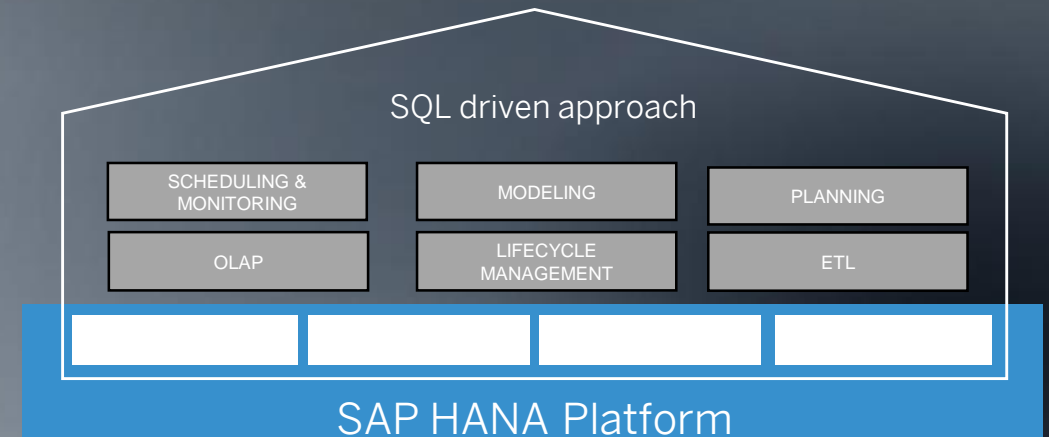 SQL driven approach
SCHEDULING &
MONITORING
MODELING
PLANNING
OLAP
LIFECYCLE
MANAGEMENT
ETL
SAP HANA Platform